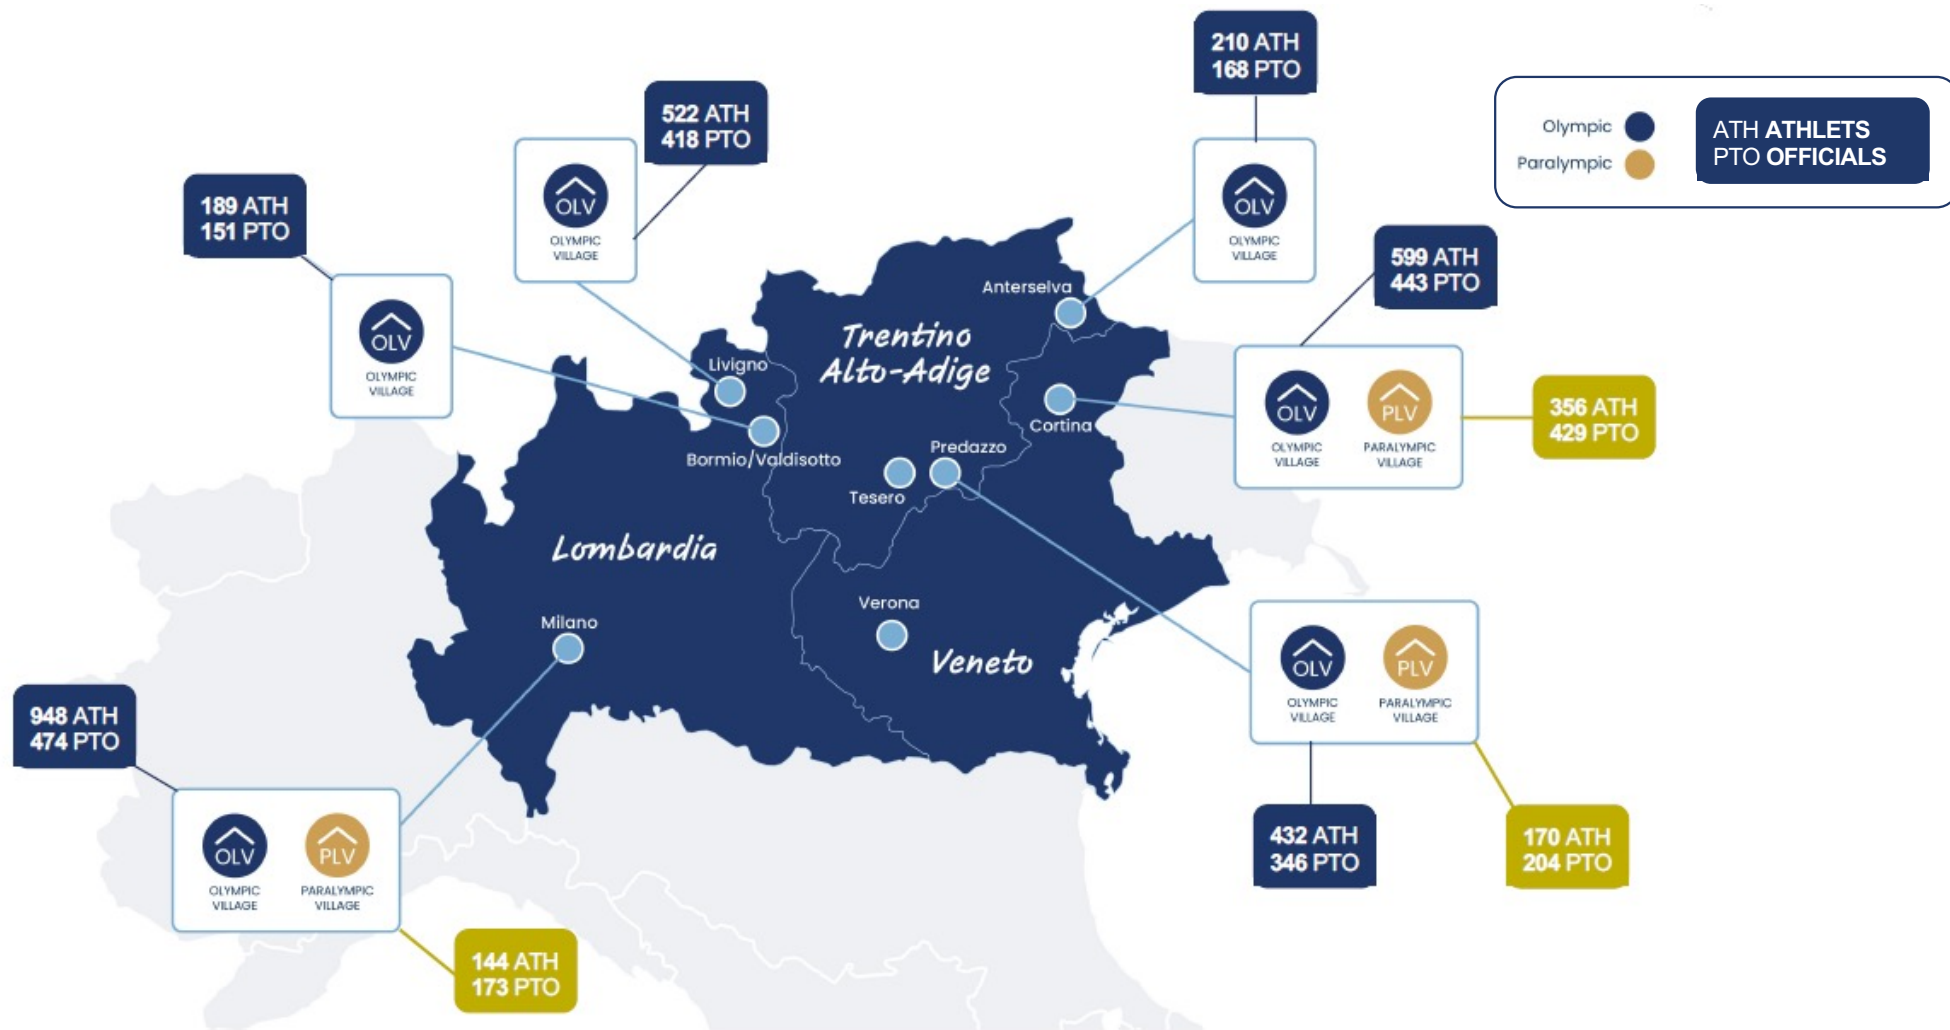 210 ATH
168 PTO
OLV
OLYMPIC
VILLAGE
Olympic
Paralympic
ATH ATHLETS
PTO OFFICIALS
522 ATH
418 PTO
OLV
OLYMPIC
VILLAGE
189 ATH
151 PTO
OLV
OLYMPIC
VILLAGE
599 ATH
443 PTO
OLV
OLYMPIC
VILLAGE
PLV
PARALYMPIC
VILLAGE
356 ATH
429 PTO
Anterselva
Trentino
Alto-Adige
Livigno
Cortina
Bormio/Valdisotto
Predazzo
Tesero
Lombardia
Verona
Milano
Veneto
OLV
OLYMPIC
VILLAGE
PLV
PARALYMPIC
VILLAGE
432 ATH
346 PTO
170 ATH
204 PTO
948 ATH
474 PTO
OLV
OLYMPIC
VILLAGE
PLV
PARALYMPIC
VILLAGE
144 ATH
173 PTO